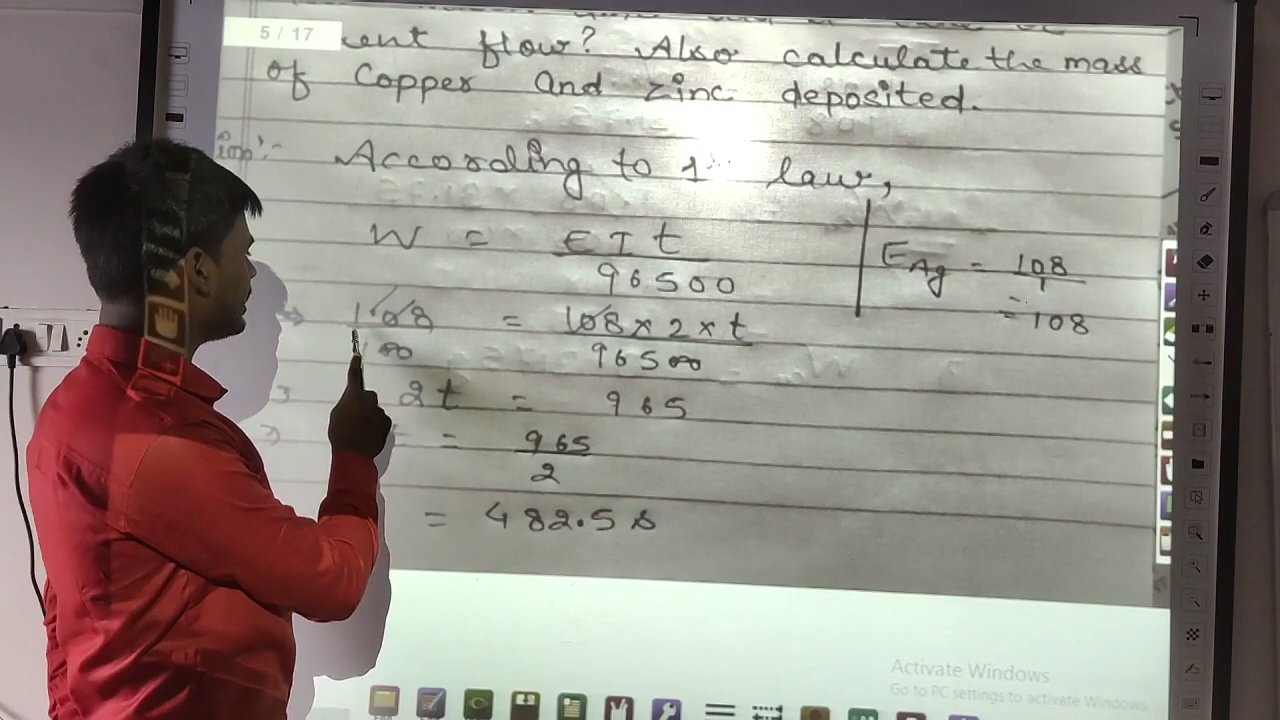 5 / 17
flow? Also calculate the mass
of Copper and zinc deposited.
According to 1st law,
W = EIt
96500
EAg = 108
1
= 108
108 = 108 × 2 × t
100 96500
2t = 965
= 965
2
= 482.5 s
Activate Windows
Go to PC settings to activate Windows.